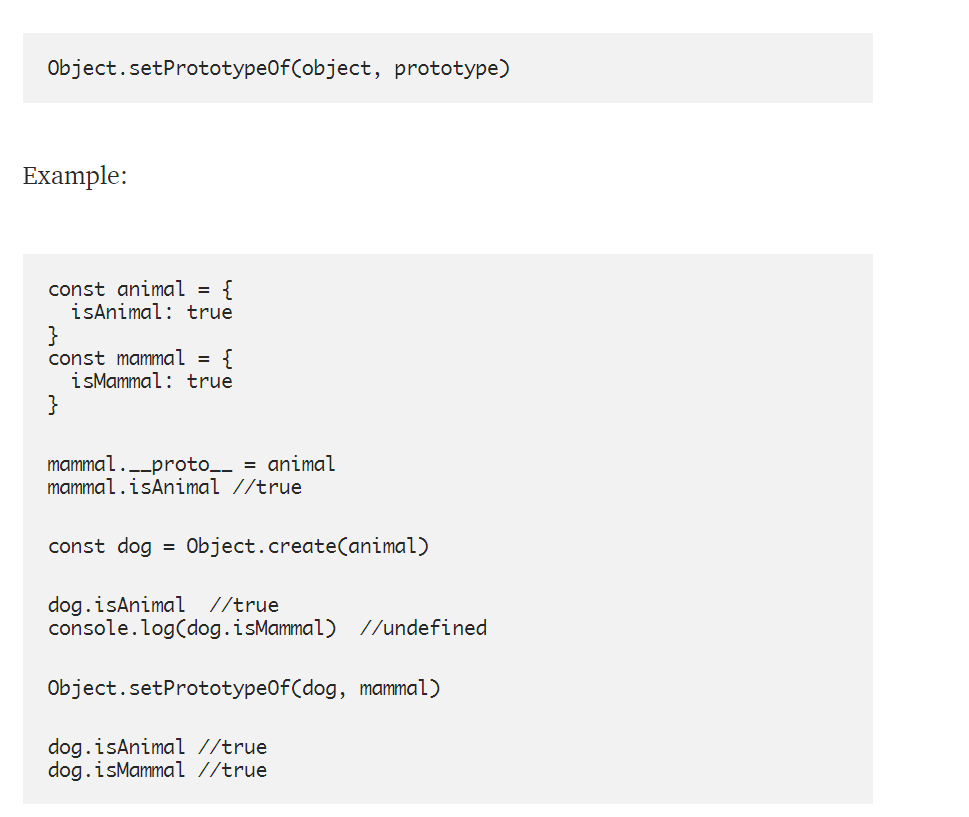 Object.setPrototypeOf(object, prototype)
Example:
const animal = {
  isAnimal: true
}
const mammal = {
  isMammal: true
}
mammal.__proto__ = animal
mammal.isAnimal //true
const dog = Object.create(animal)
dog.isAnimal  //true
console.log(dog.isMammal)  //undefined
Object.setPrototypeOf(dog, mammal)
dog.isAnimal //true
dog.isMammal //true